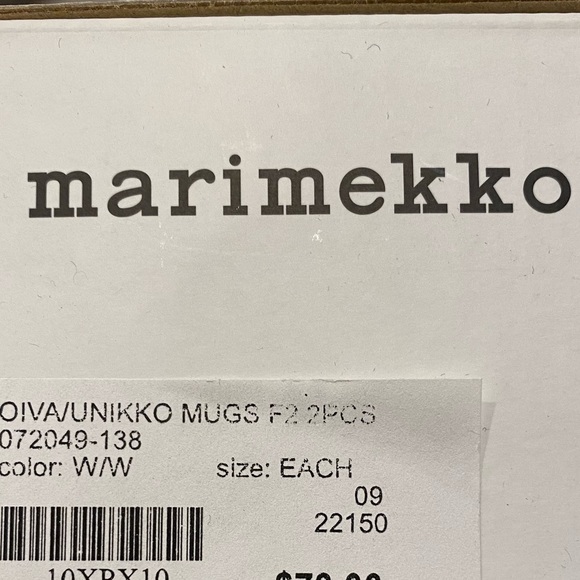 marimekko
OIVA/UNIKKO MUGS F2 2PCS
072049-138
color: W/W size: EACH
09
22150